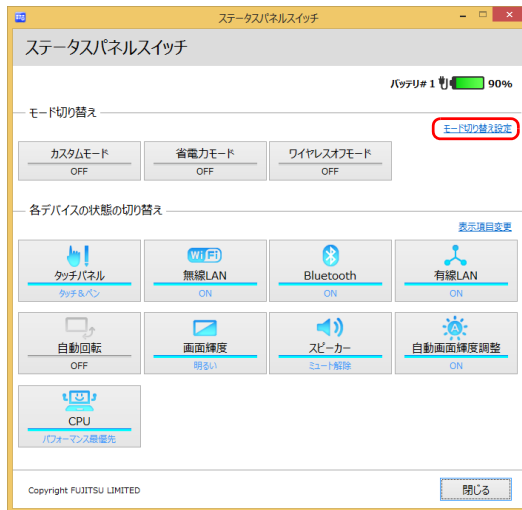 ステータスパネルスイッチ
ステータスパネルスイッチ
バッテリ#1 90%
モード切り替え
モード切り替え設定
カスタムモード 省電力モード ワイヤレスオフモード
OFF OFF OFF
各デバイスの状態の切り替え
表示項目変更
WiFi
タッチパネル 無線LAN Bluetooth 有線LAN
タッチ&ペン ON ON ON
A
自動回転 画面輝度 スピーカー 自動画面輝度調整
OFF 明るい ミュート解除 ON
CPU
パフォーマンス最優先
Copyright FUJITSU LIMITED 閉じる